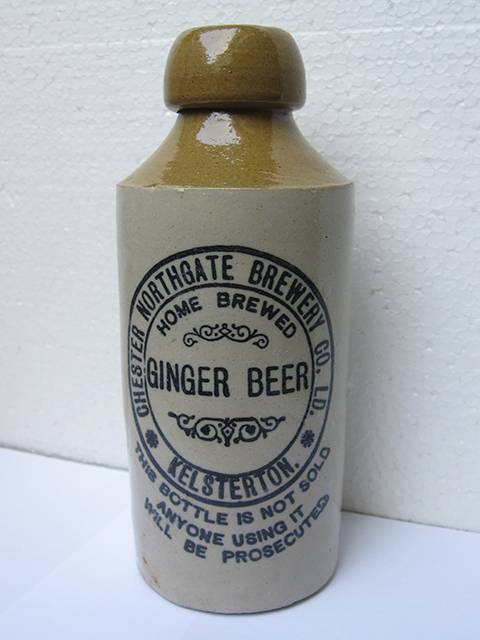 CHESTER NORTHGATE BREWERY CO. LD.
HOME BREWED
GINGER BEER
KELSTERTON.
THIS BOTTLE IS NOT SOLD
ANYONE USING IT
WILL BE PROSECUTED